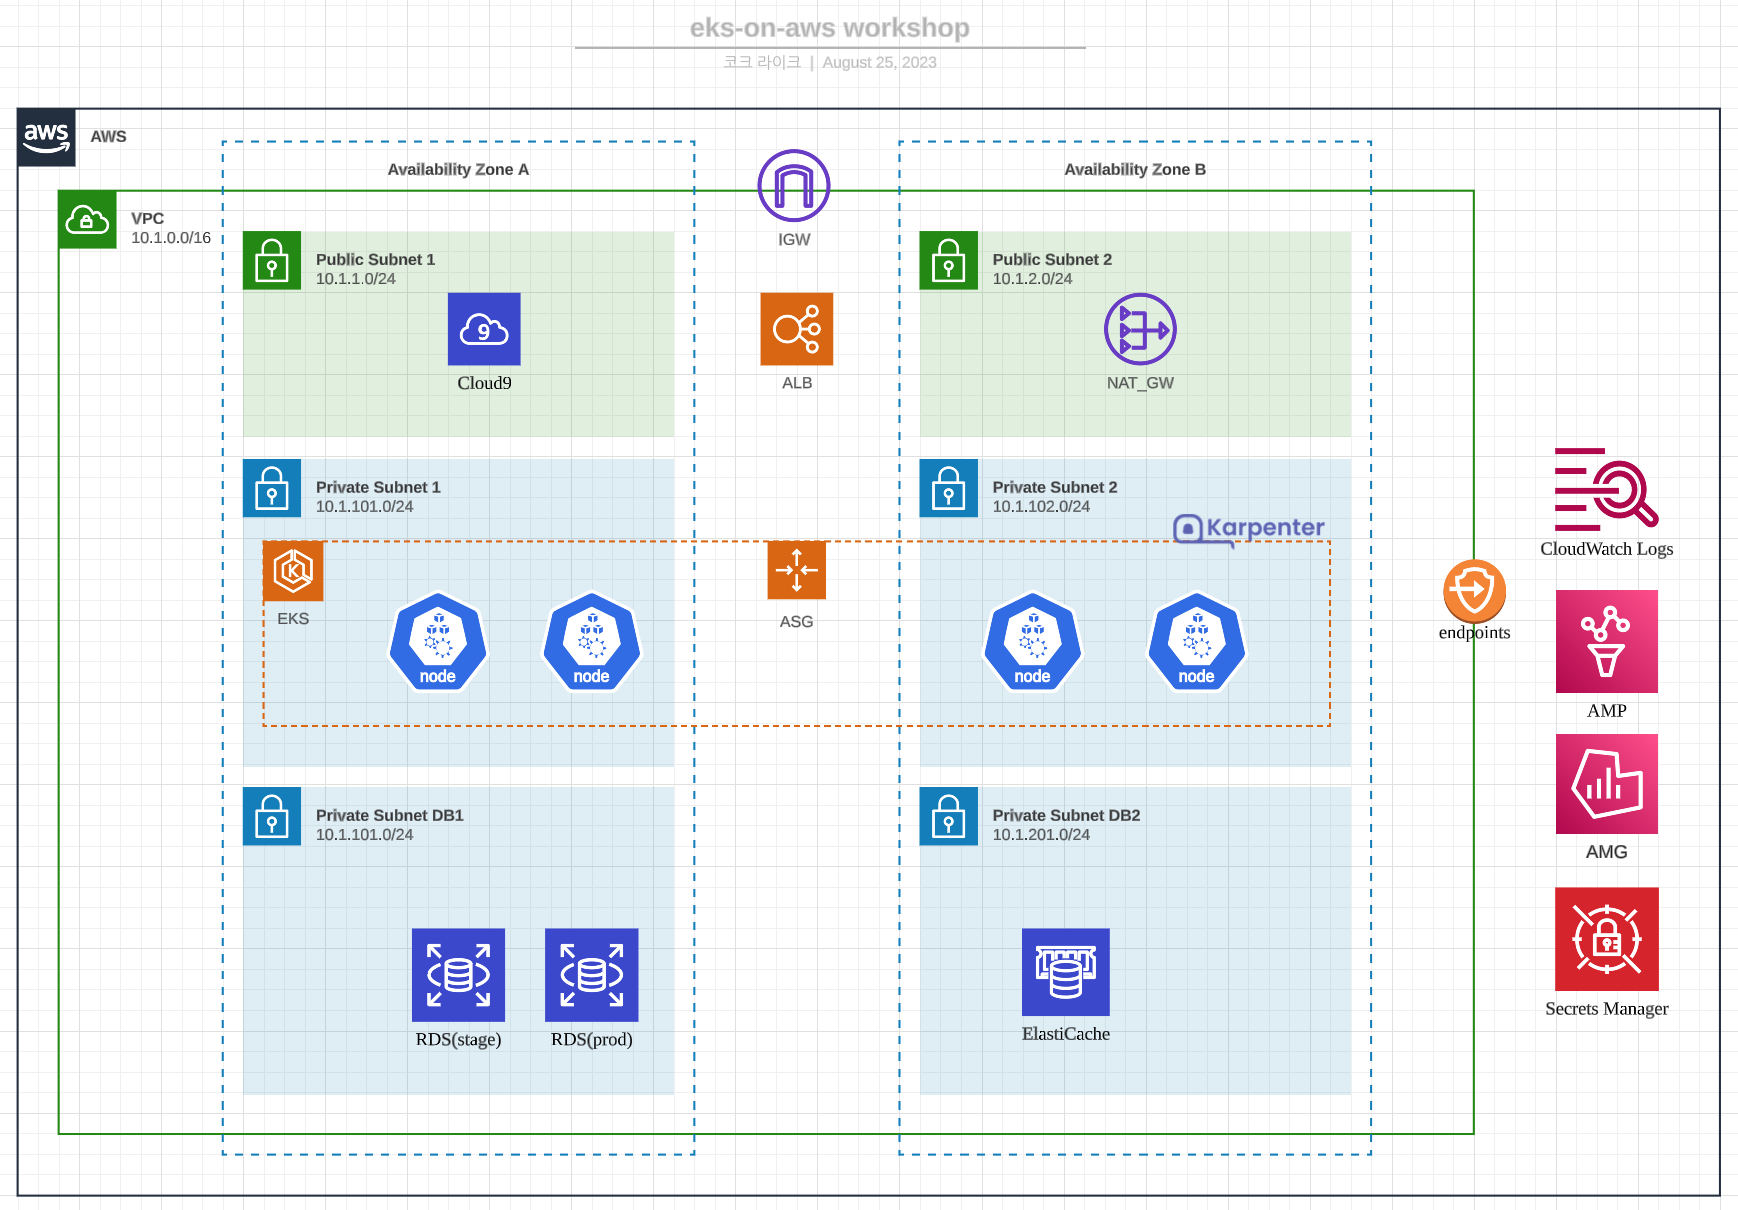 eks-on-aws workshop
코크 라이크 | August 25, 2023
aws
AWS
Availability Zone A
Availability Zone B
VPC
10.1.0.0/16
IGW
Public Subnet 1
10.1.1.0/24
Public Subnet 2
10.1.2.0/24
9
Cloud9
ALB
NAT_GW
Private Subnet 1
10.1.101.0/24
Private Subnet 2
10.1.102.0/24
Karpenter
K
EKS
ASG
node
node
node
node
endpoints
CloudWatch Logs
AMP
AMG
Secrets Manager
Private Subnet DB1
10.1.101.0/24
Private Subnet DB2
10.1.201.0/24
RDS(stage)
RDS(prod)
ElastiCache